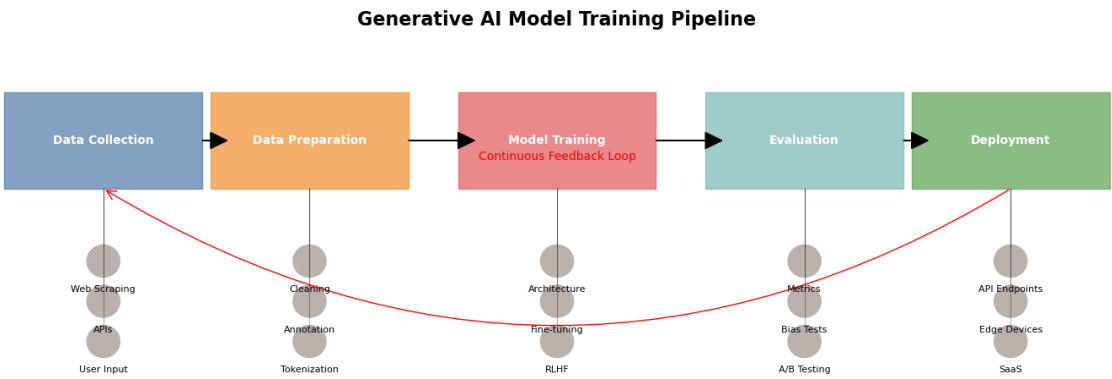 Generative AI Model Training Pipeline
Data Collection
Data Preparation
Model Training
Evaluation
Deployment
Continuous Feedback Loop
Web Scraping
Cleaning
Architecture
Metrics
API Endpoints
APIs
Annotation
Fine-tuning
Bias Tests
Edge Devices
User Input
Tokenization
RLHF
A/B Testing
SaaS